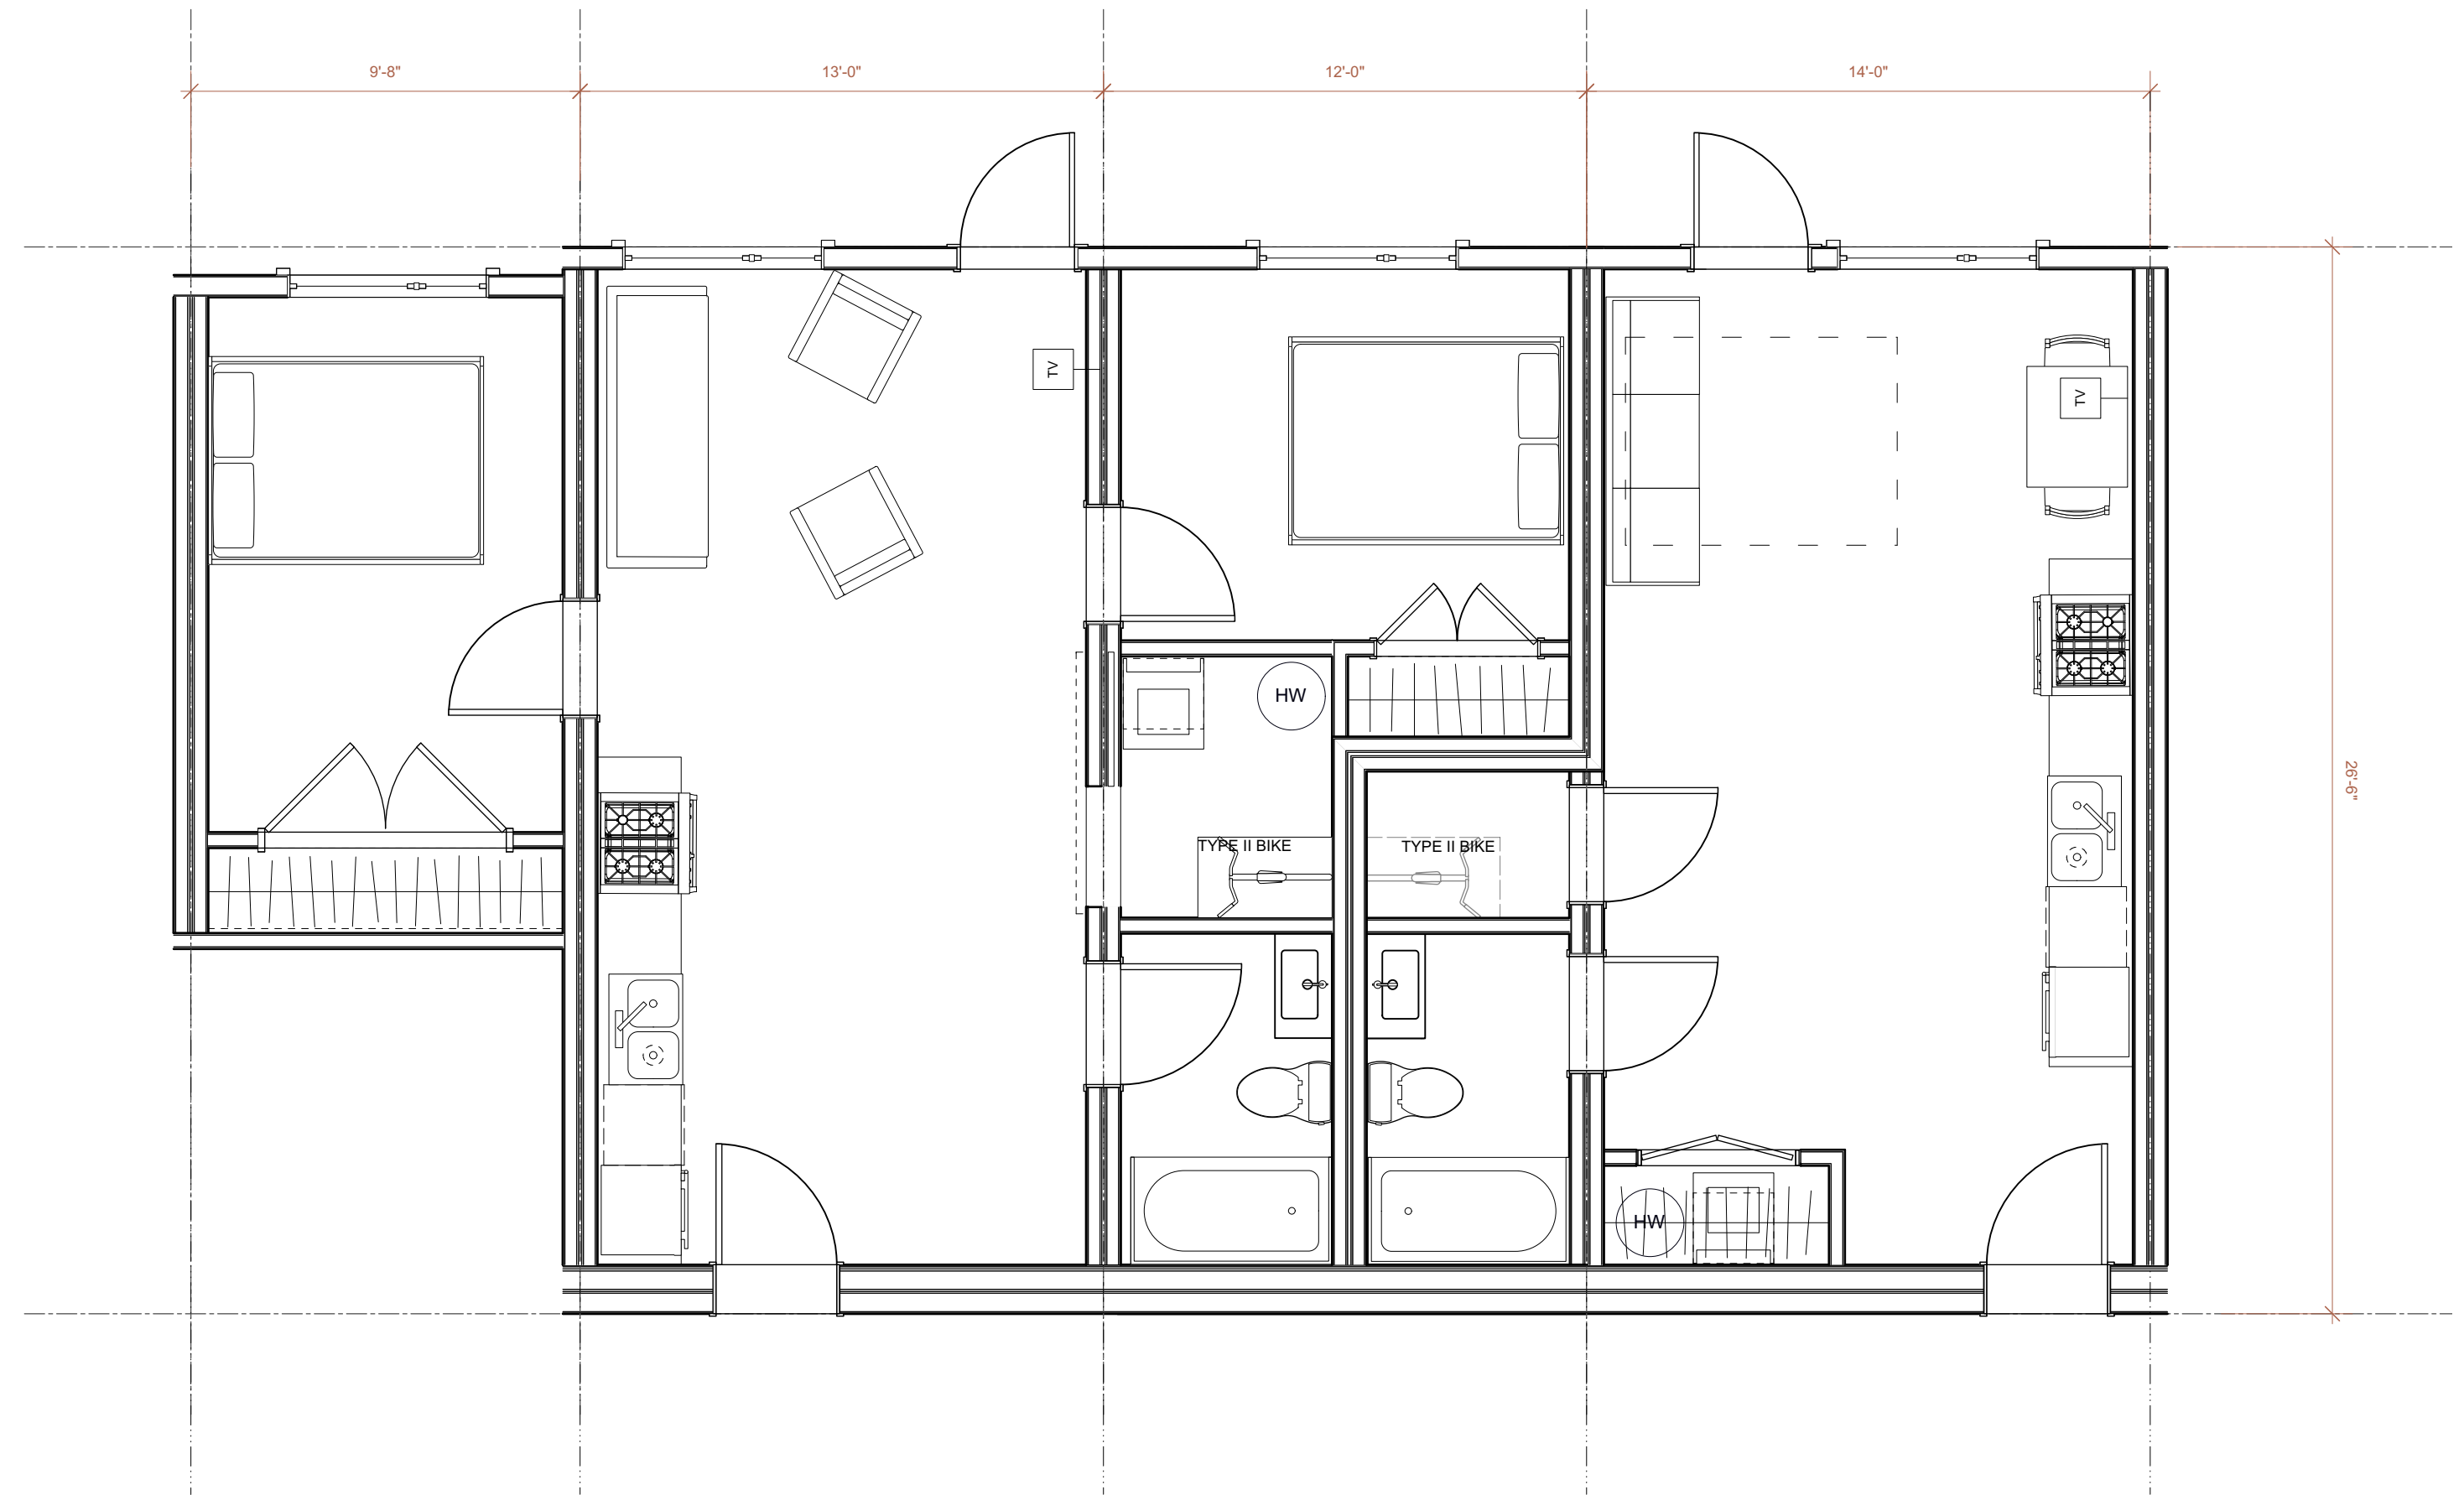 9'-8"
13'-0"
12'-0"
14'-0"
TV
TV
HW
26'-6"
TYPE II BIKE
TYPE II BIKE
HW